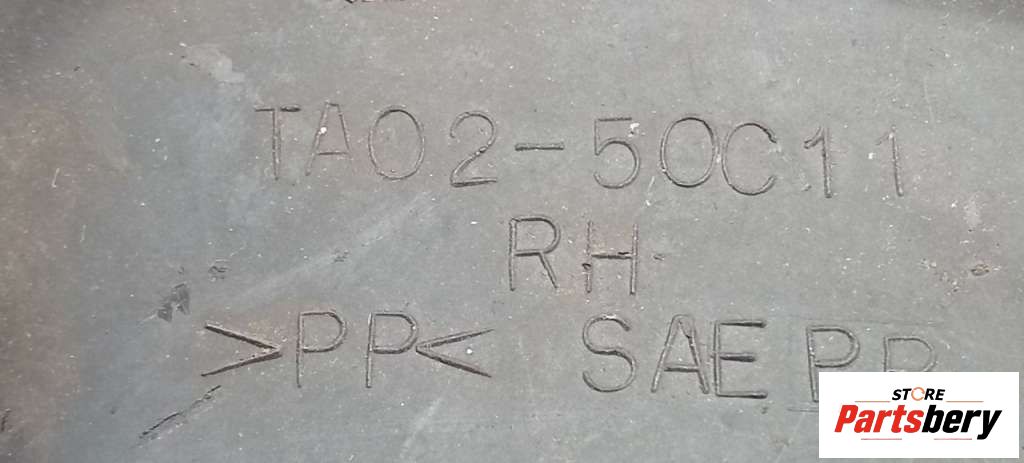 TA02-50C11
RH
>PP< SAE PP
STORE
Partsbery